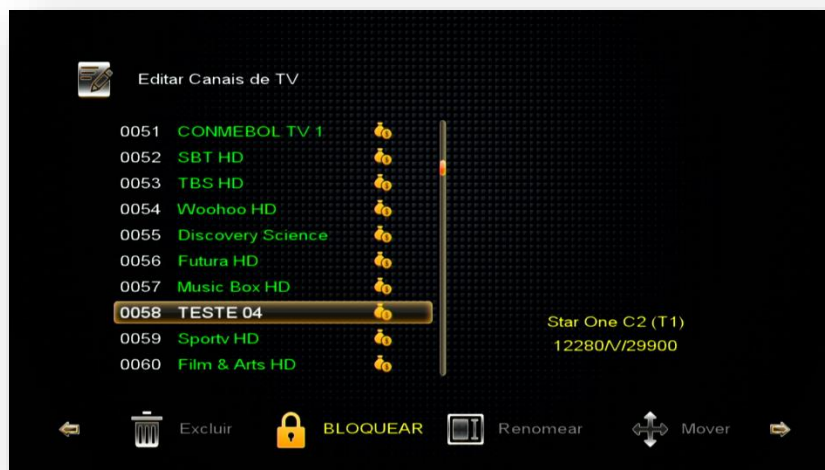 Editar Canais de TV
0051 CONMEBOL TV 1
0052 SBT HD
0053 TBS HD
0054 Woohoo HD
0055 Discovery Science
0056 Futura HD
0057 Music Box HD
0058 TESTE 04
0059 Sportv HD
0060 Film & Arts HD
Star One C2 (T1)
12280/V/29900
Excluir BLOQUEAR Renomear Mover